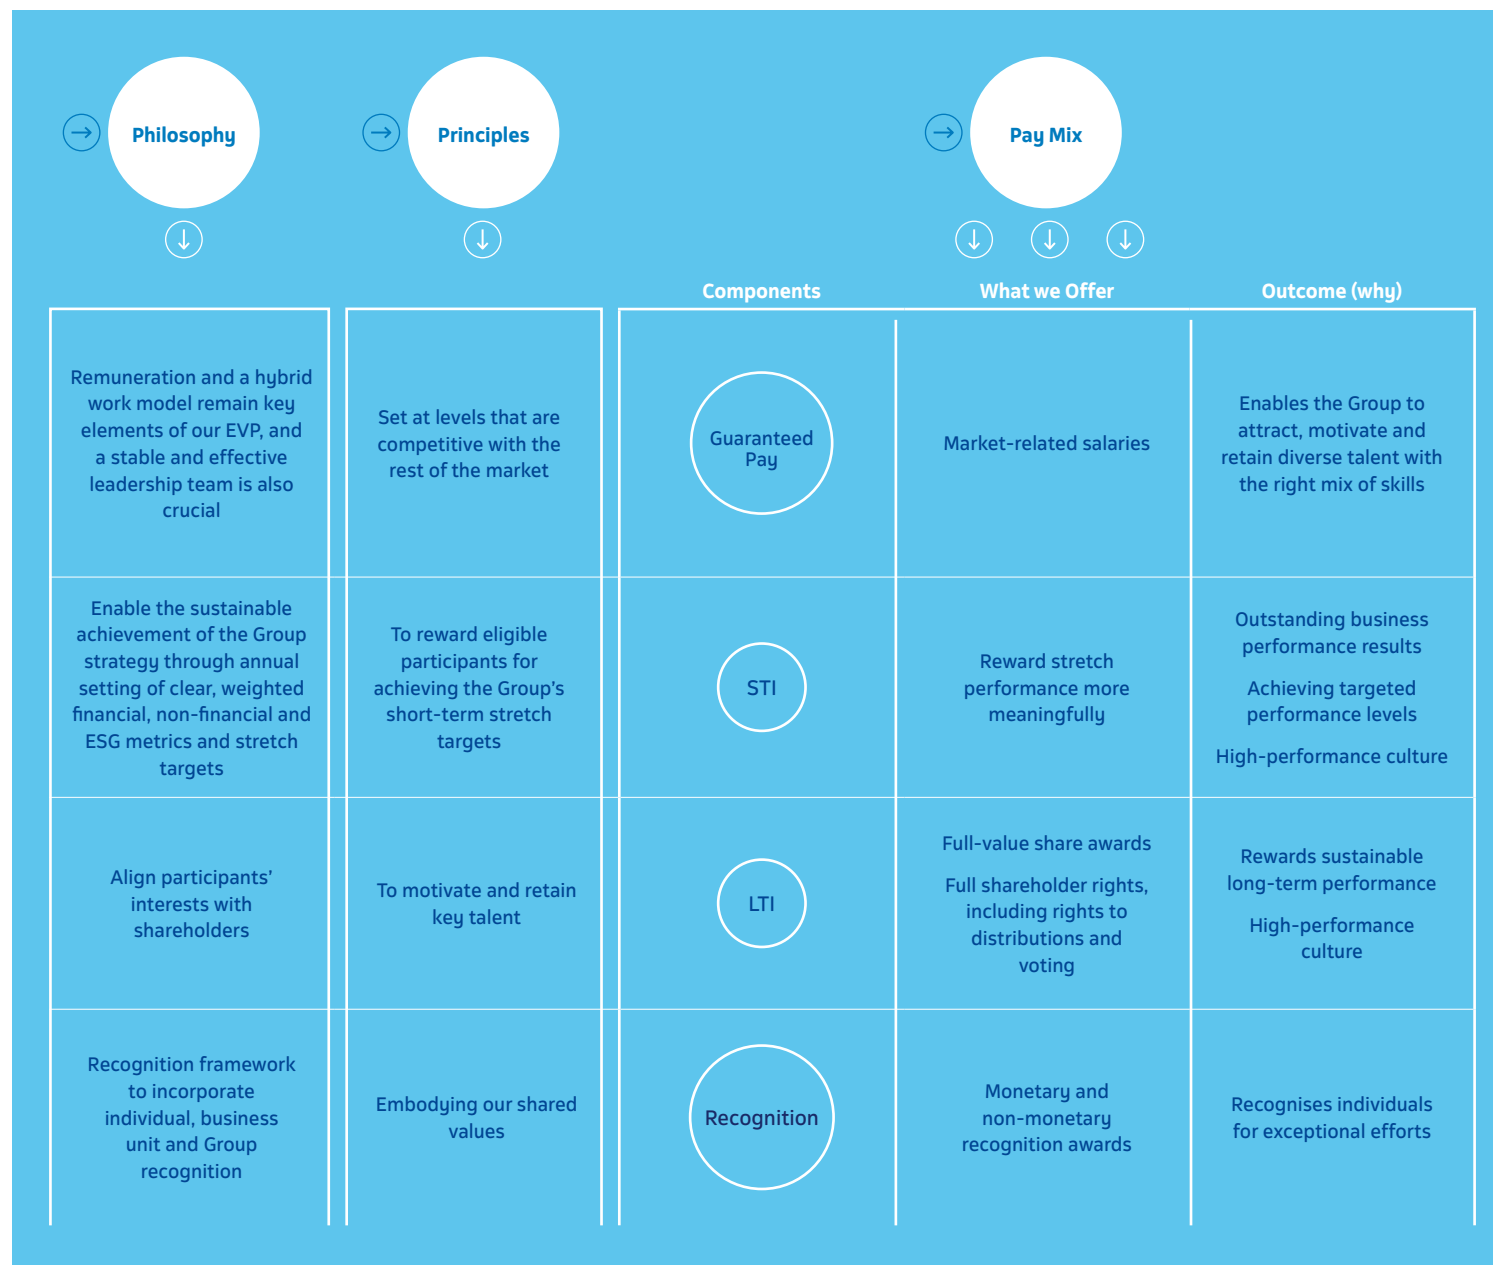 Philosophy
Principles
Pay Mix
Components
What we Offer
Outcome (why)
Remuneration and a hybrid
work model remain key
elements of our EVP, and
a stable and effective
leadership team is also
crucial
Set at levels that are
competitive with the
rest of the market
Guaranteed
Pay
Market-related salaries
Enables the Group to
attract, motivate and
retain diverse talent with
the right mix of skills
Enable the sustainable
achievement of the Group
strategy through annual
setting of clear, weighted
financial, non-financial and
ESG metrics and stretch
targets
To reward eligible
participants for
achieving the Group’s
short-term stretch
targets
STI
Reward stretch
performance more
meaningfully
Outstanding business
performance results
Achieving targeted
performance levels
High-performance culture
Align participants’
interests with
shareholders
To motivate and retain
key talent
LTI
Full-value share awards
Full shareholder rights,
including rights to
distributions and
voting
Rewards sustainable
long-term performance
High-performance
culture
Recognition framework
to incorporate
individual, business
unit and Group
recognition
Embodying our shared
values
Recognition
Monetary and
non-monetary
recognition awards
Recognises individuals
for exceptional efforts